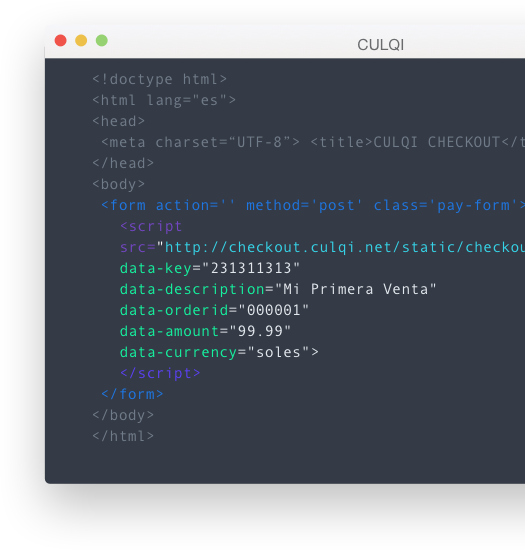 CULQI
<!doctype html>
<html lang="es">
<head>
<meta charset=“UTF-8”> <title>CULQI CHECKOUT</t
</head>
<body>
<form action='' method='post' class='pay-form'>
<script
src="http://checkout.culqi.net/static/checkou
data-key="231311313"
data-description="Mi Primera Venta"
data-orderid="000001"
data-amount="99.99"
data-currency="soles">
</script>
</form>
</body>
</html>